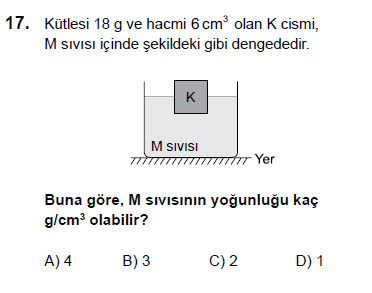 17. Kütlesi 18 g ve hacmi 6 cm³ olan K cismi,
M sıvısı içinde şekildeki gibi dengededir.
K
M sıvısı
Yer
Buna göre, M sıvısının yoğunluğu kaç
g/cm³ olabilir?
A) 4 B) 3 C) 2 D) 1